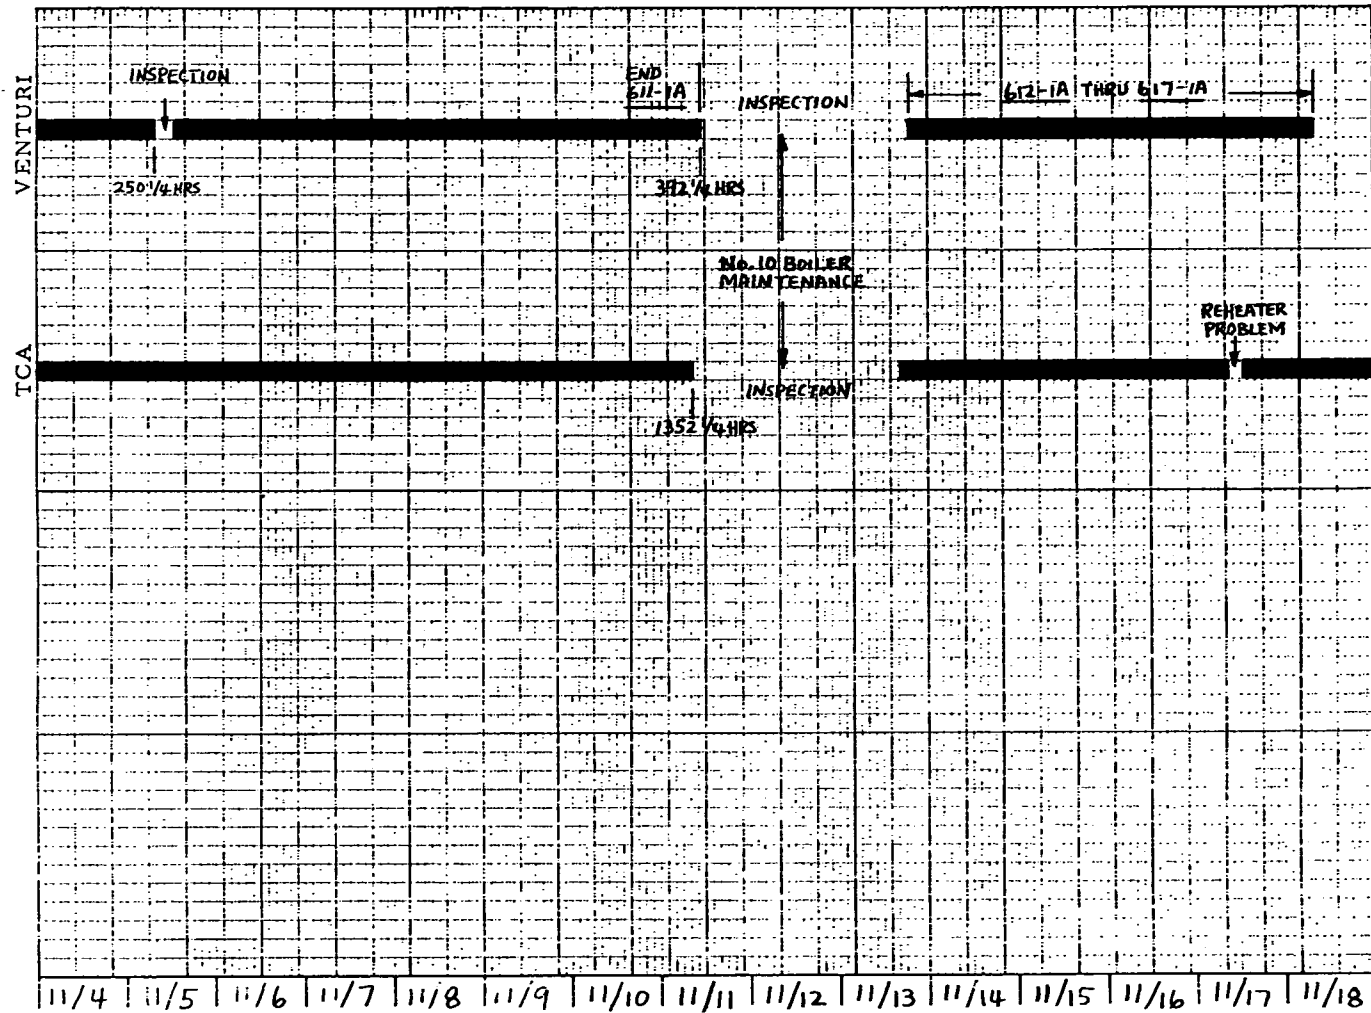 VENTURI
INSPECTION
250 1/4 HRS
END
611-1A
392 1/4 HRS
INSPECTION
612-1A THRU 617-1A
No. 10 BOILER
MAINTENANCE
REHEATER
PROBLEM
TCA
INSPECTION
1352 1/4 HRS
11/4 11/5 11/6 11/7 11/8 11/9 11/10 11/11 11/12 11/13 11/14 11/15 11/16 11/17 11/18